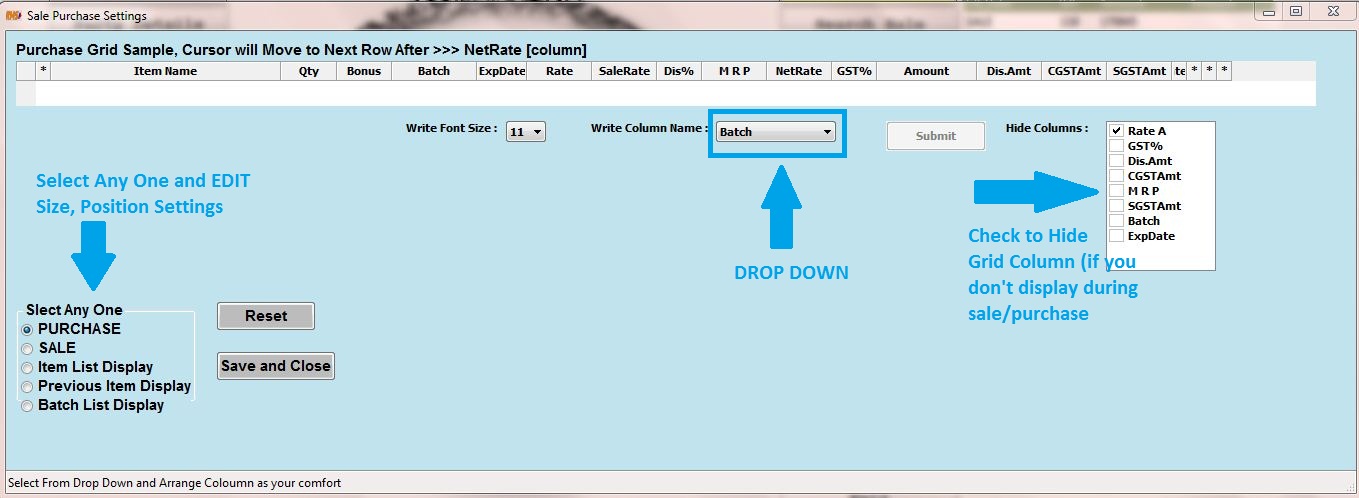 Sale Purchase Settings
Purchase Grid Sample, Cursor will Move to Next Row After >>> NetRate [column]
* Item Name Qty Bonus Batch ExpDate Rate SaleRate Dis% M R P NetRate GST% Amount Dis.Amt CGSTAmt SGSTAmt * * *
Write Font Size : 11 Write Column Name : Batch Submit Hide Columns :
Rate A
GST%
Dis.Amt
CGSTAmt
M R P
SGSTAmt
Batch
ExpDate
Select Any One and EDIT
Size, Position Settings
DROP DOWN
Check to Hide
Grid Column (if you
don't display during
sale/purchase
Slect Any One
PURCHASE
SALE
Item List Display
Previous Item Display
Batch List Display
Reset
Save and Close
Select From Drop Down and Arrange Coloumn as your comfort